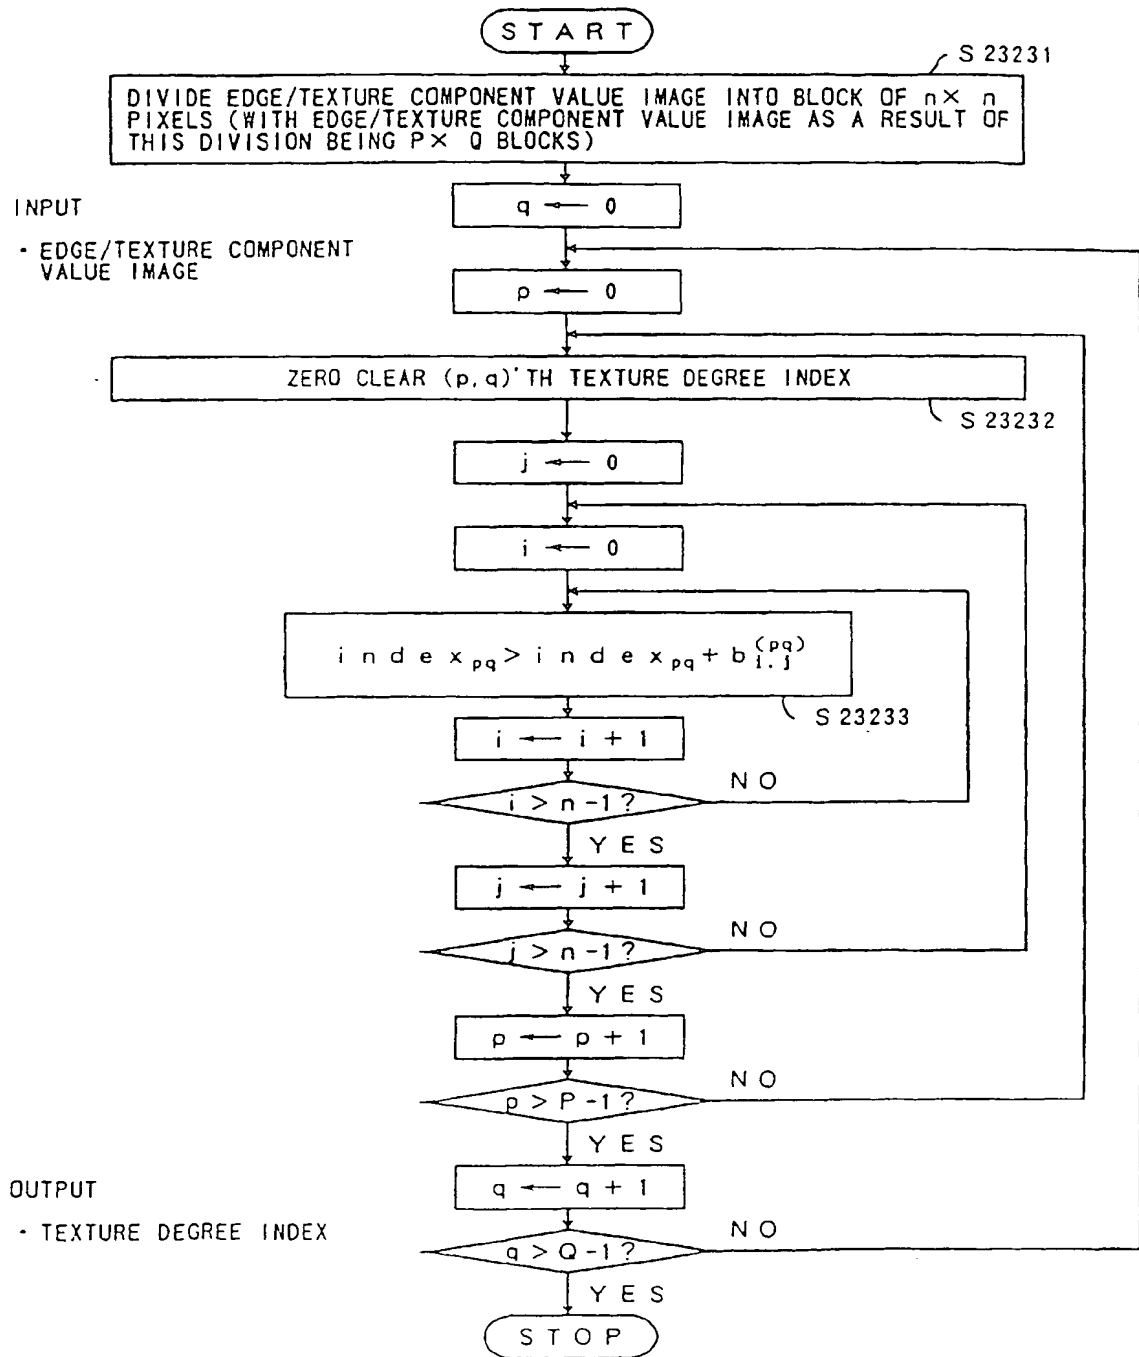 START
S 23231
DIVIDE EDGE/TEXTURE COMPONENT VALUE IMAGE INTO BLOCK OF n× n
PIXELS (WITH EDGE/TEXTURE COMPONENT VALUE IMAGE AS A RESULT OF
THIS DIVISION BEING P× Q BLOCKS)
INPUT
q ← 0
• EDGE/TEXTURE COMPONENT
VALUE IMAGE
p ← 0
ZERO CLEAR (p,q)'TH TEXTURE DEGREE INDEX
S 23232
j ← 0
i ← 0
index_pq > index_pq + b_i,j^(pq)
S 23233
i ← i + 1
i > n -1?
NO
YES
j ← j + 1
j > n -1?
NO
YES
p ← p + 1
p > P -1?
NO
YES
OUTPUT
q ← q + 1
• TEXTURE DEGREE INDEX
q > Q -1?
NO
YES
STOP